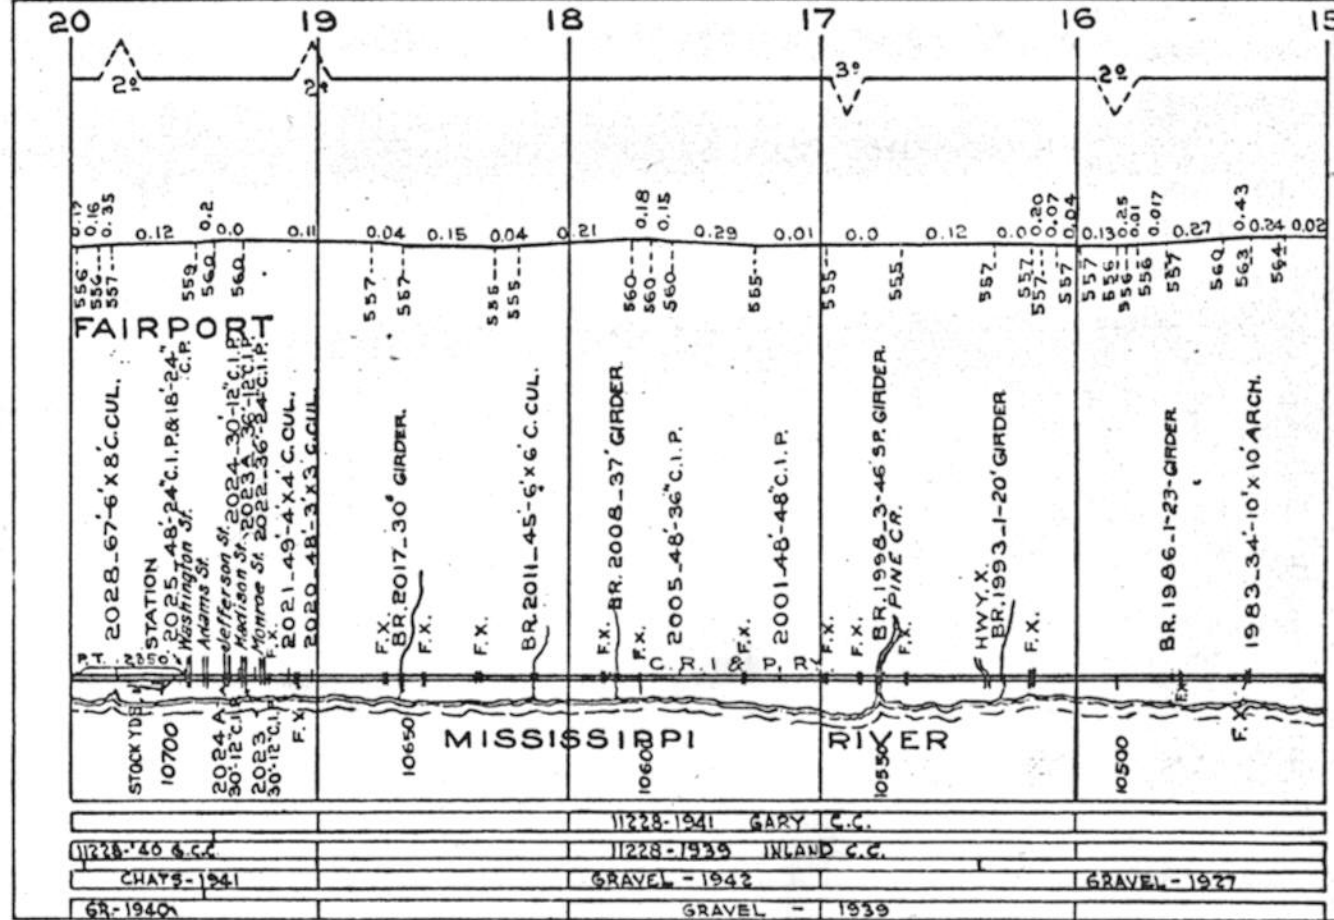 20 19 18 17 16 15
2° 2° 3° 2°
0.17 0.16 0.35 0.12 0.2 0.0 0.11 0.04 0.15 0.04 0.21 0.18 0.15 0.29 0.01 0.0 0.12 0.0 0.20 0.07 0.04 0.13 0.25 0.01 0.017 0.27 0.43 0.24 0.02
556 556 557 559 560 560 557 557 555 560 560 560 555 555 555 557 557 557 557 557 556 556 556 557 560 563 564
FAIRPORT
2028_67-6'X8'C.CUL.
STATION
2025_48'-24"C.I.P.&18'-24" C.P.
Washington St.
Adams St.
Jefferson St.
2024-30'-12"C.I.P.
Madison St.
2023A-36'-12"C.I.P.
Monroe St.
2022-36'-24"C.I.P.
F.X.
2021_49'-4'X4' C.CUL.
2020_48'-3'X3'C.CUL.
F.X.
BR.2017_30' GIRDER.
F.X.
F.X.
BR.2011_45'-6'X6' C.CUL.
F.X.
BR.2008-37' GIRDER.
F.X.
2005_48'-36"C.I.P.
F.X.
2001-48'-48"C.I.P.
F.X.
F.X.
BR.1998_3-46'SP.GIRDER.
PINE CR.
F.X.
HWY.X.
BR.1993_1-20' GIRDER
F.X.
BR.1986_1-23-GIRDER
1983_34'-10'x10' ARCH.
P.T. 2350'
C.R.I & P. RY
STOCK YDS.
10700
2024-A
30'-12"C.I.P.
2023
30'-12"C.I.P.
F.X.
10650
MISSISSIPPI RIVER
10600
10550
10500
F.X.
11228-1941 GARY C.C.
11228-'40 G.C.C. 11228-1939 INLAND C.C.
CHATS-1941 GRAVEL-1942 GRAVEL-1927
GR-1940 GRAVEL - 1939